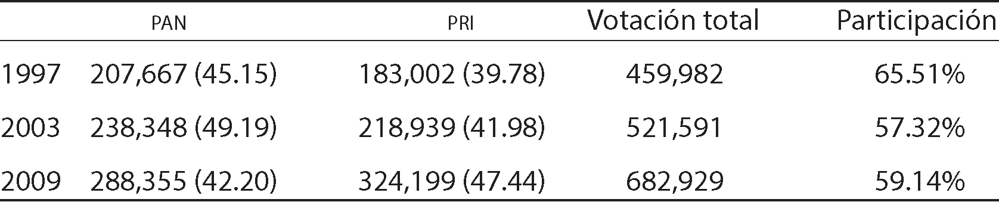 PAN PRI Votación total Participación
1997 207,667 (45.15) 183,002 (39.78) 459,982 65.51%
2003 238,348 (49.19) 218,939 (41.98) 521,591 57.32%
2009 288,355 (42.20) 324,199 (47.44) 682,929 59.14%